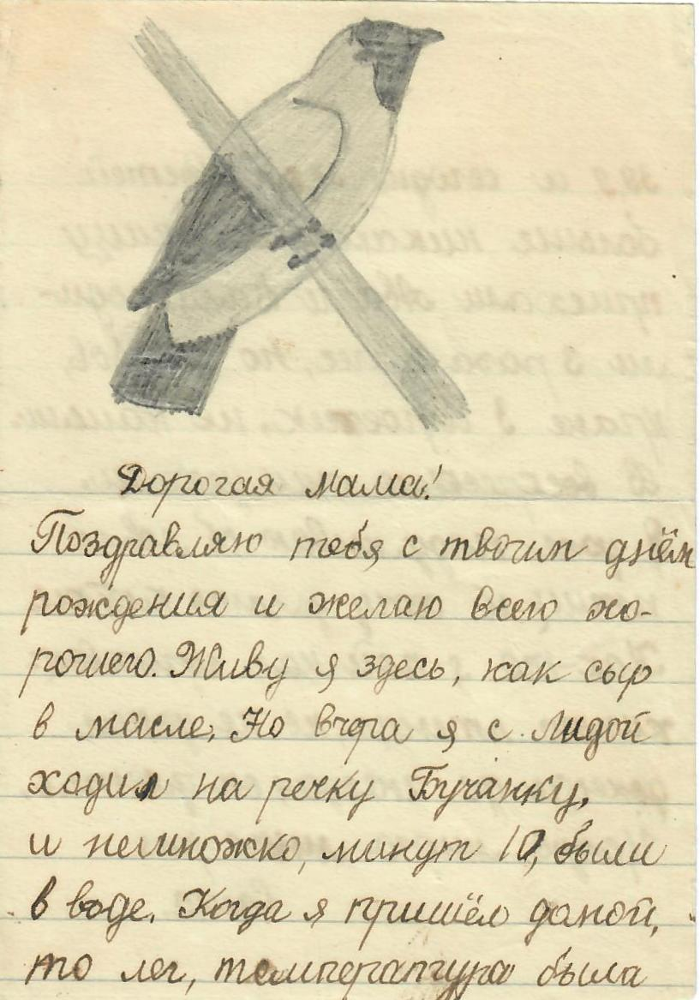 Дорогая мама!
Поздравляю тебя с твоим днём
рождения и желаю всего хо-
рошего. Живу я здесь, как сыр
в масле. Но вчера я с Лидой
ходил на речку Бучанку,
и немножко, минут 10, были
в воде. Когда я пришёл домой,
то лег, температура была